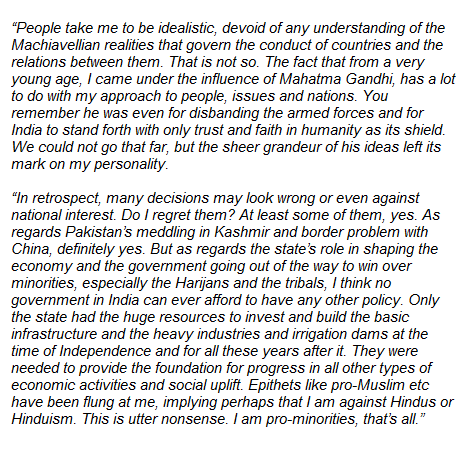 “People take me to be idealistic, devoid of any understanding of the
Machiavellian realities that govern the conduct of countries and the
relations between them. That is not so. The fact that from a very
young age, I came under the influence of Mahatma Gandhi, has a lot
to do with my approach to people, issues and nations. You
remember he was even for disbanding the armed forces and for
India to stand forth with only trust and faith in humanity as its shield.
We could not go that far, but the sheer grandeur of his ideas left its
mark on my personality.
“In retrospect, many decisions may look wrong or even against
national interest. Do I regret them? At least some of them, yes. As
regards Pakistan’s meddling in Kashmir and border problem with
China, definitely yes. But as regards the state’s role in shaping the
economy and the government going out of the way to win over
minorities, especially the Harijans and the tribals, I think no
government in India can ever afford to have any other policy. Only
the state had the huge resources to invest and build the basic
infrastructure and the heavy industries and irrigation dams at the
time of Independence and for all these years after it. They were
needed to provide the foundation for progress in all other types of
economic activities and social uplift. Epithets like pro-Muslim etc
have been flung at me, implying perhaps that I am against Hindus or
Hinduism. This is utter nonsense. I am pro-minorities, that’s all.”